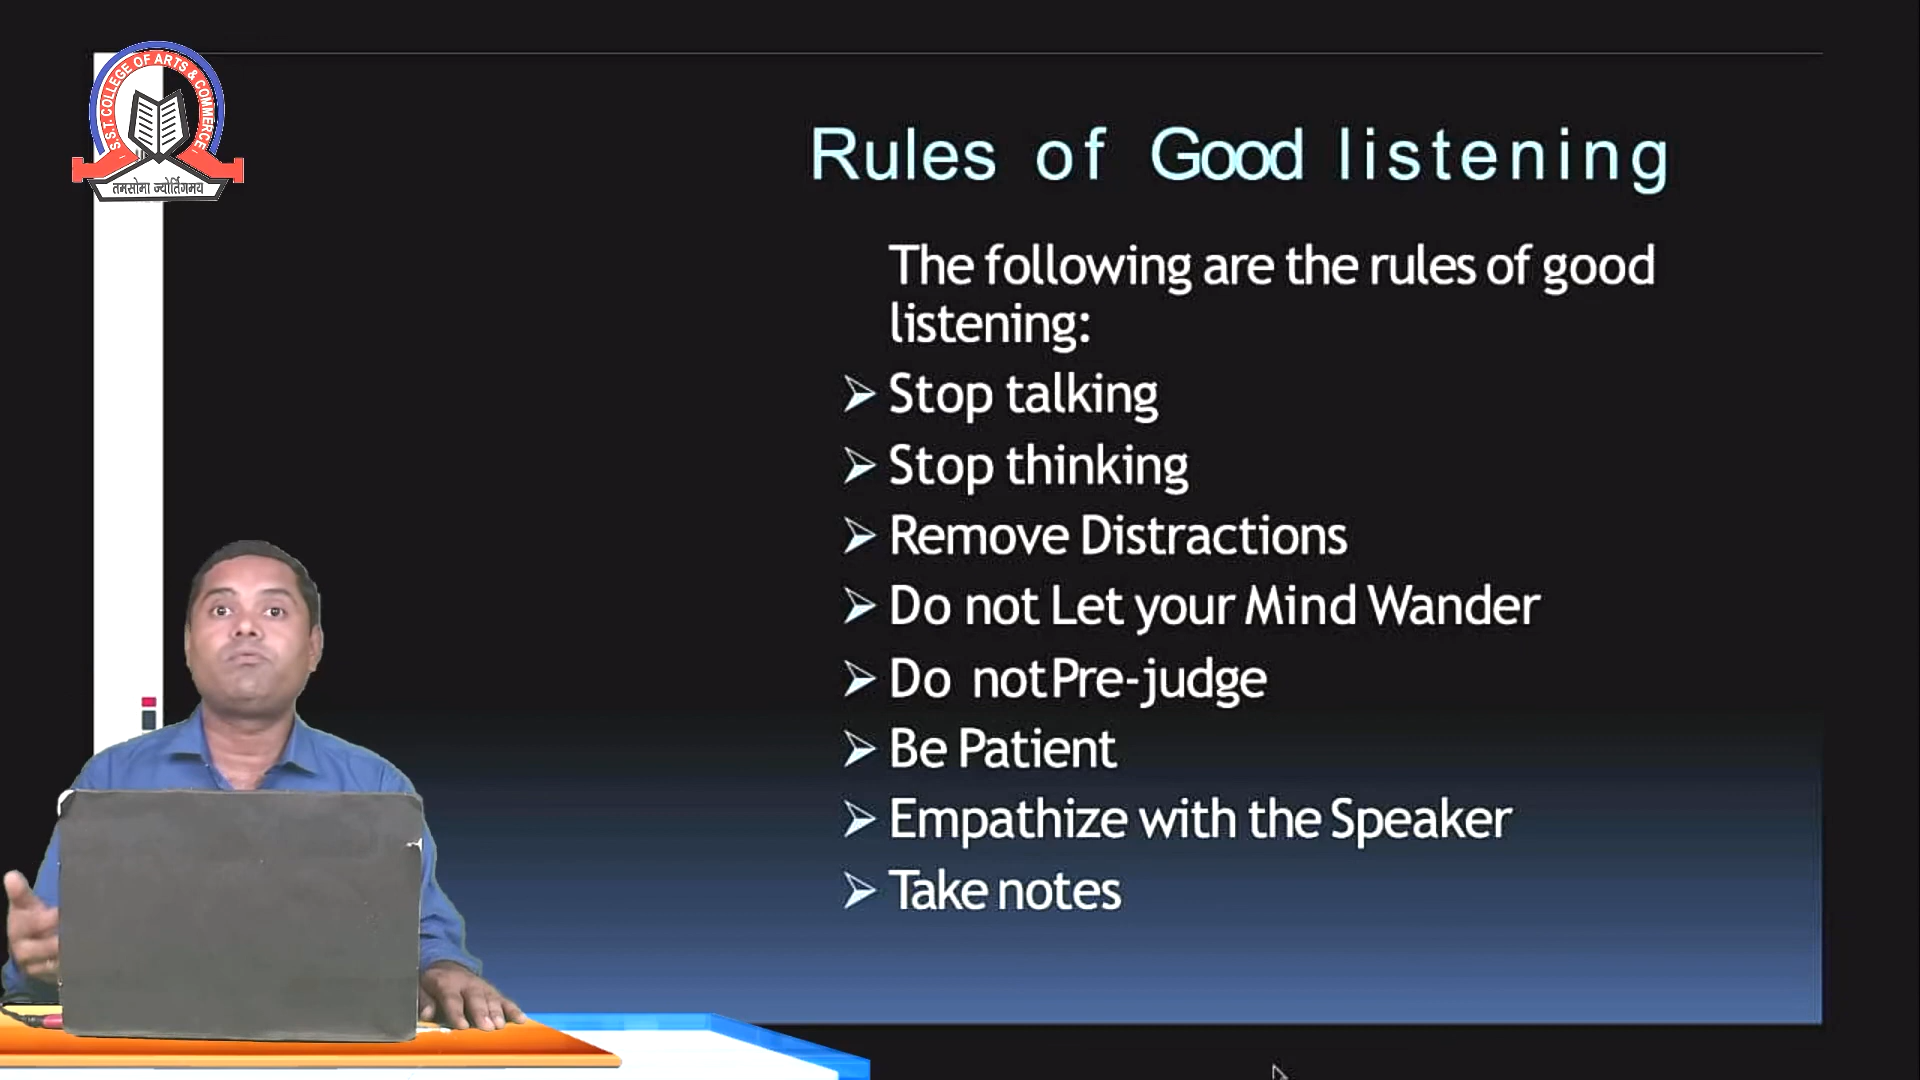 S.S.T. COLLEGE OF ARTS & COMMERCE
तमसोमा ज्योर्तिगमय
Rules of Good listening
The following are the rules of good
listening:
➢ Stop talking
➢ Stop thinking
➢ Remove Distractions
➢ Do not Let your Mind Wander
➢ Do not Pre-judge
➢ Be Patient
➢ Empathize with the Speaker
➢ Take notes